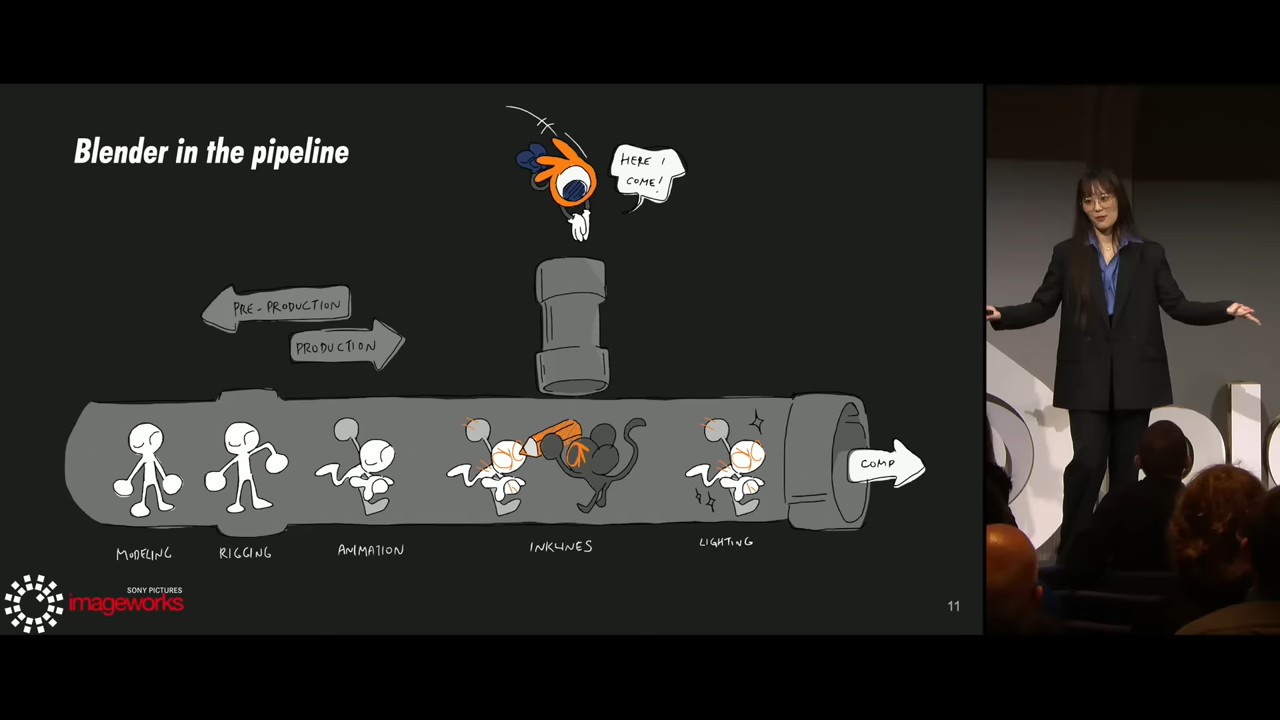 Blender in the pipeline
HERE I
COME!
PRE-PRODUCTION
PRODUCTION
COMP
MODELING
RIGGING
ANIMATION
INKLINES
LIGHTING
SONY PICTURES
imageworks
11